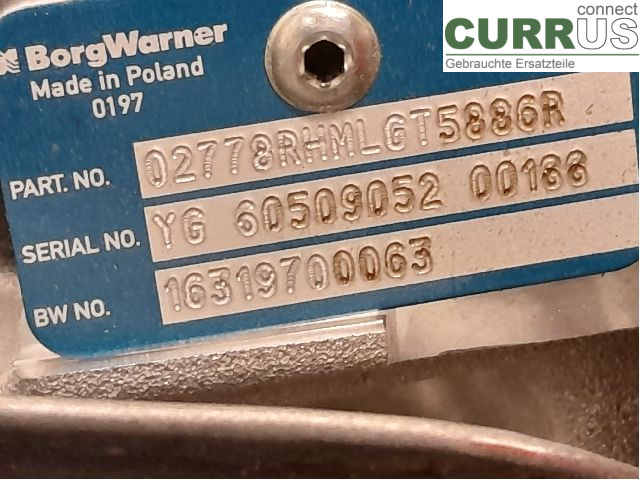 connect
CURRUS
Gebrauchte Ersatzteile
BorgWarner
Made in Poland
0197
PART. NO. 02778RHMLGT5886R
SERIAL NO. YG 60509052 00166
BW NO. 16319700063